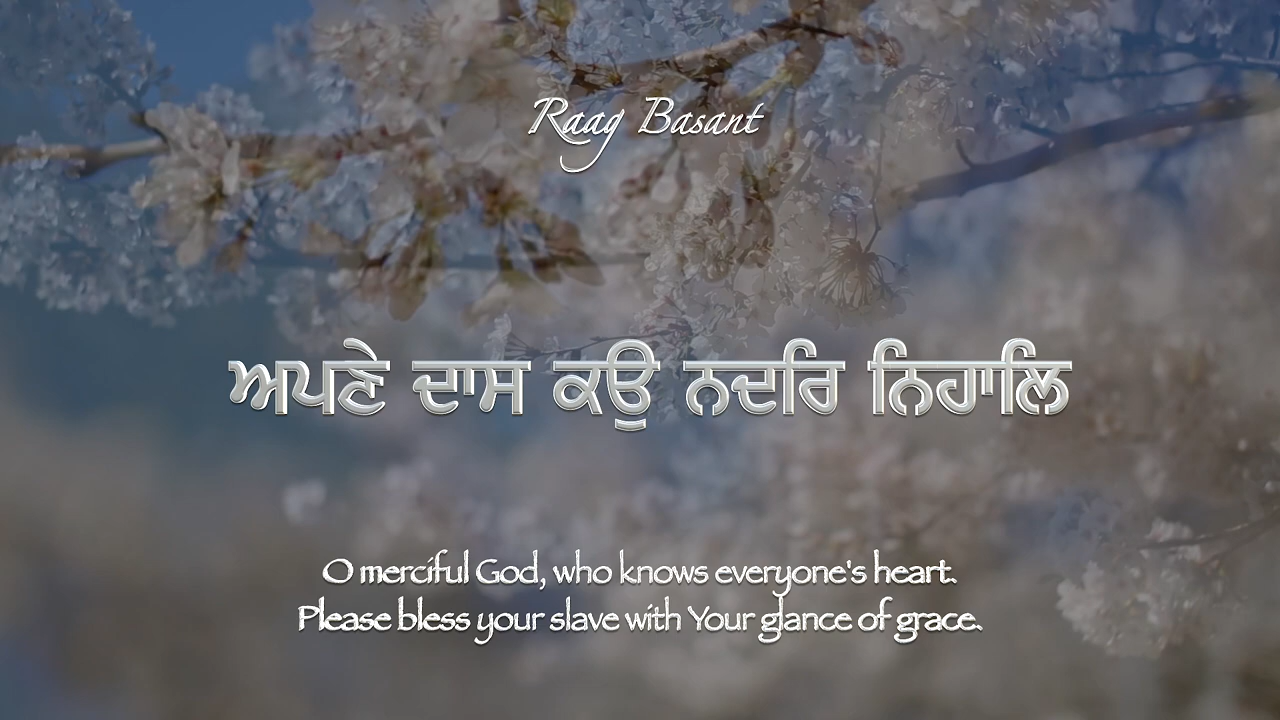 Raag Basant
ਅਪਣੇ ਦਾਸ ਕਉ ਨਦਰਿ ਨਿਹਾਲਿ
O merciful God, who knows everyone's heart.
Please bless your slave with Your glance of grace.